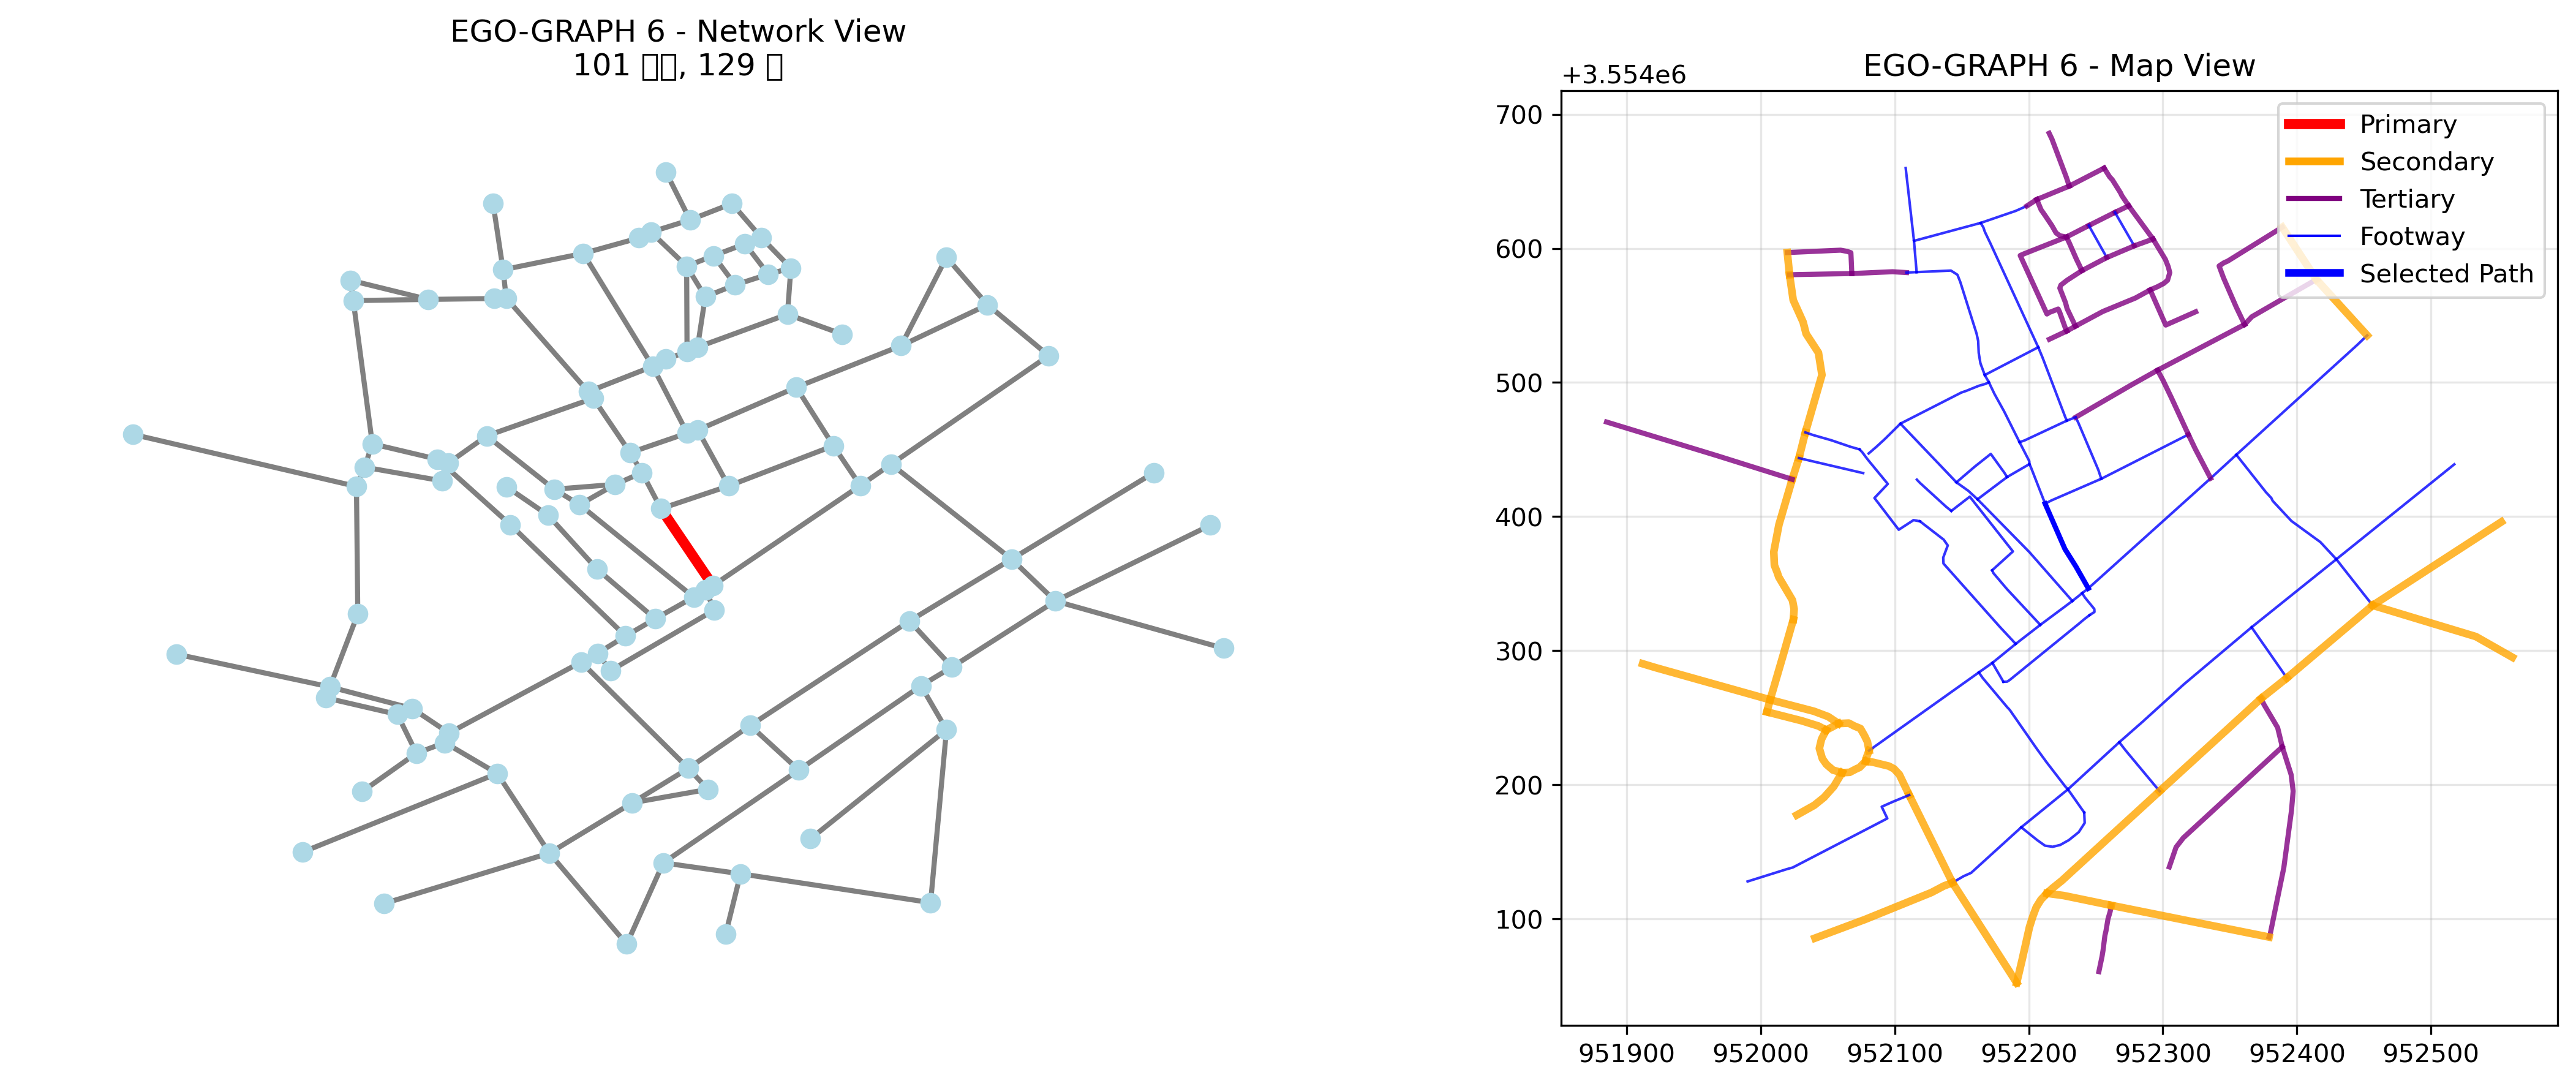 EGO-GRAPH 6 - Network View
101 , 129
EGO-GRAPH 6 - Map View
+3.554e6
700
600
500
400
300
200
100
951900 952000 952100 952200 952300 952400 952500
Primary
Secondary
Tertiary
Footway
Selected Path